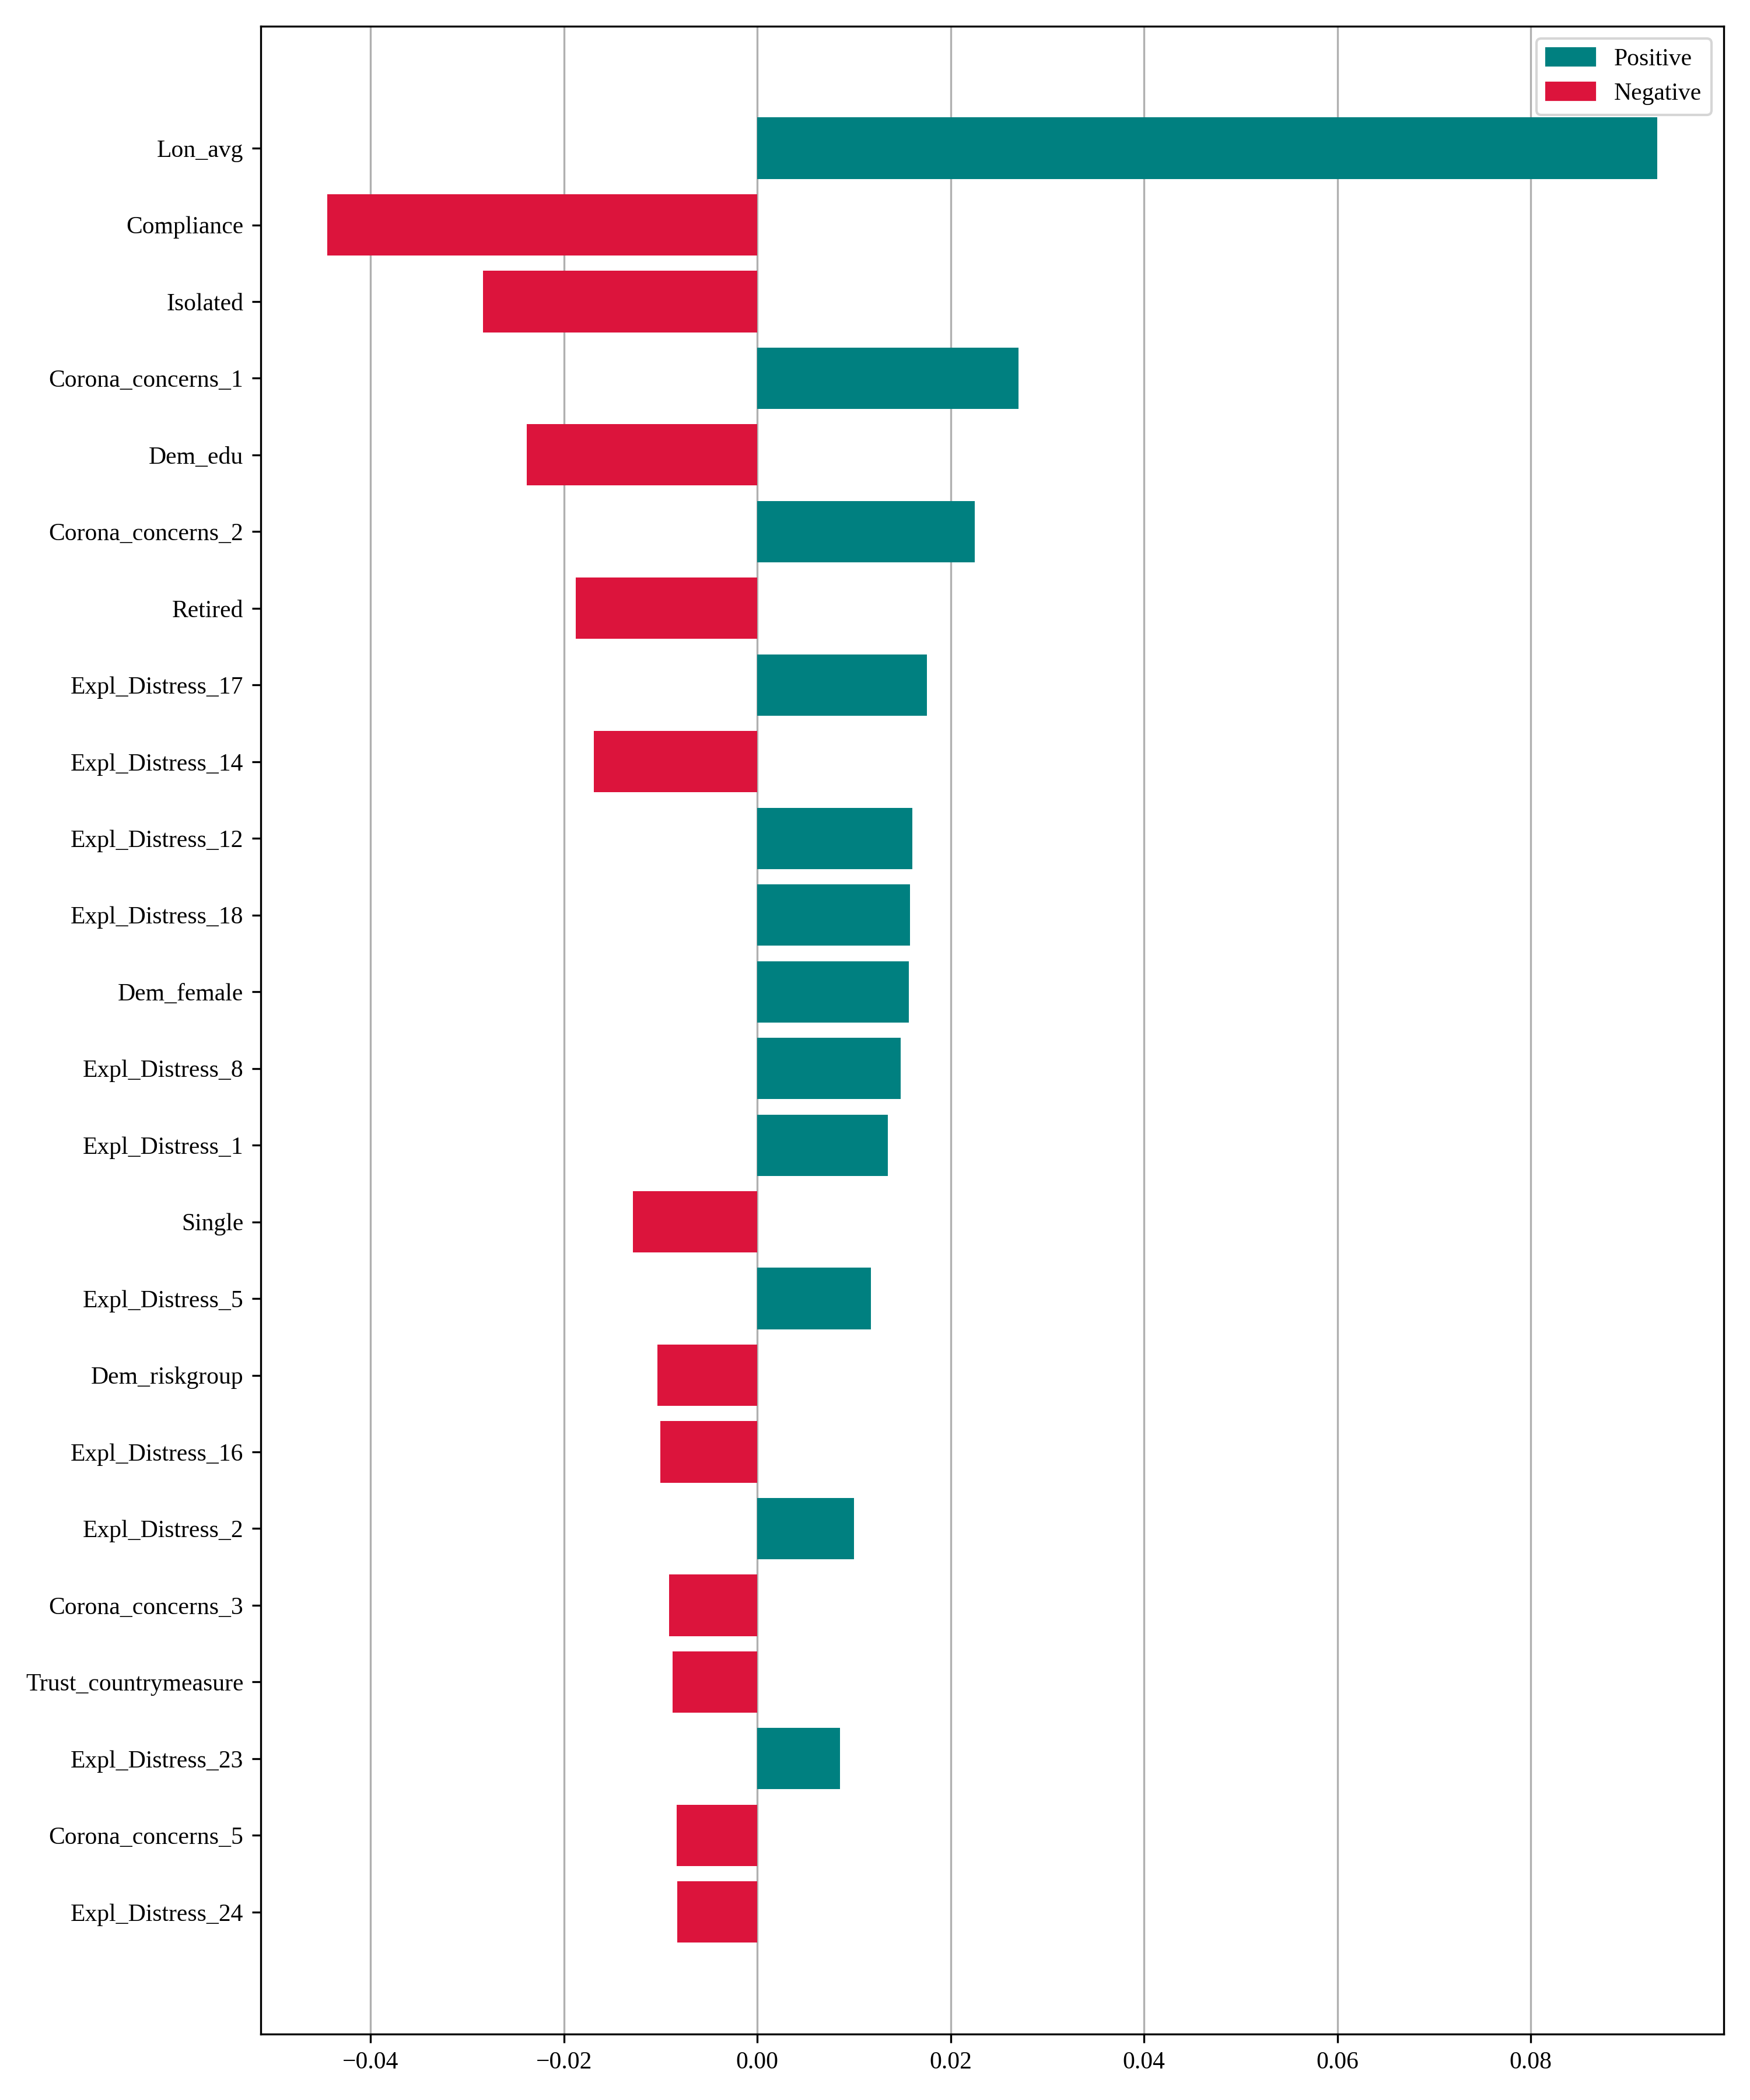 Positive
Negative
Lon_avg
Compliance
Isolated
Corona_concerns_1
Dem_edu
Corona_concerns_2
Retired
Expl_Distress_17
Expl_Distress_14
Expl_Distress_12
Expl_Distress_18
Dem_female
Expl_Distress_8
Expl_Distress_1
Single
Expl_Distress_5
Dem_riskgroup
Expl_Distress_16
Expl_Distress_2
Corona_concerns_3
Trust_countrymeasure
Expl_Distress_23
Corona_concerns_5
Expl_Distress_24
−0.04 −0.02 0.00 0.02 0.04 0.06 0.08